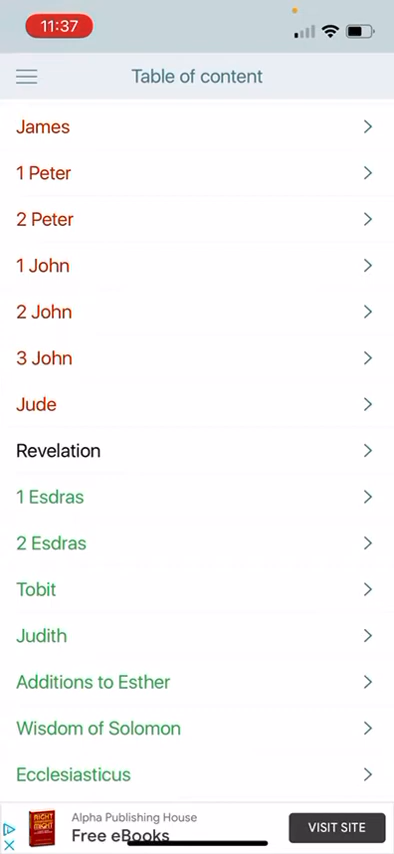 11:37
Table of content
James
1 Peter
2 Peter
1 John
2 John
3 John
Jude
Revelation
1 Esdras
2 Esdras
Tobit
Judith
Additions to Esther
Wisdom of Solomon
Ecclesiasticus
RIGHT
MIGHT
Alpha Publishing House
Free eBooks
VISIT SITE